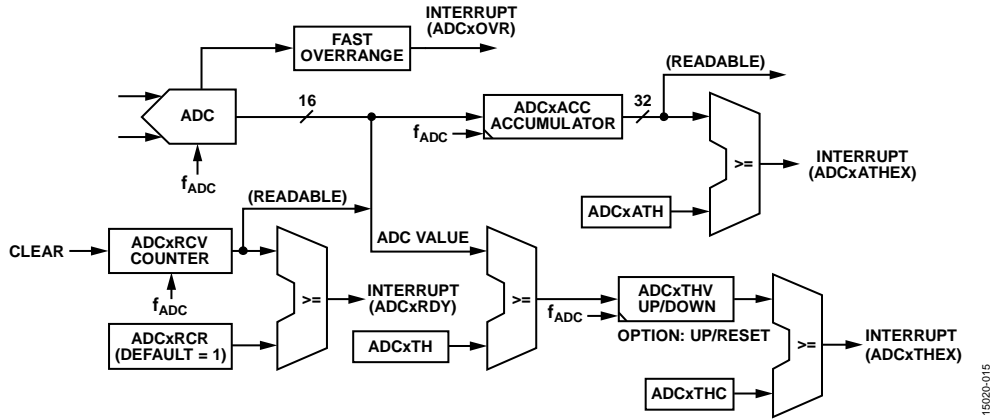 INTERRUPT
(ADCxOVR)
FAST
OVERRANGE
(READABLE)
ADC
16
ADCxACC
ACCUMULATOR
32
fADC
fADC
>=
INTERRUPT
(ADCxATHEX)
(READABLE)
ADCxATH
CLEAR
ADCxRCV
COUNTER
ADC VALUE
fADC
>=
INTERRUPT
(ADCxRDY)
>=
fADC
ADCxTHV
UP/DOWN
OPTION: UP/RESET
ADCxRCR
(DEFAULT = 1)
ADCxTH
>=
INTERRUPT
(ADCxTHEX)
ADCxTHC
15020-015